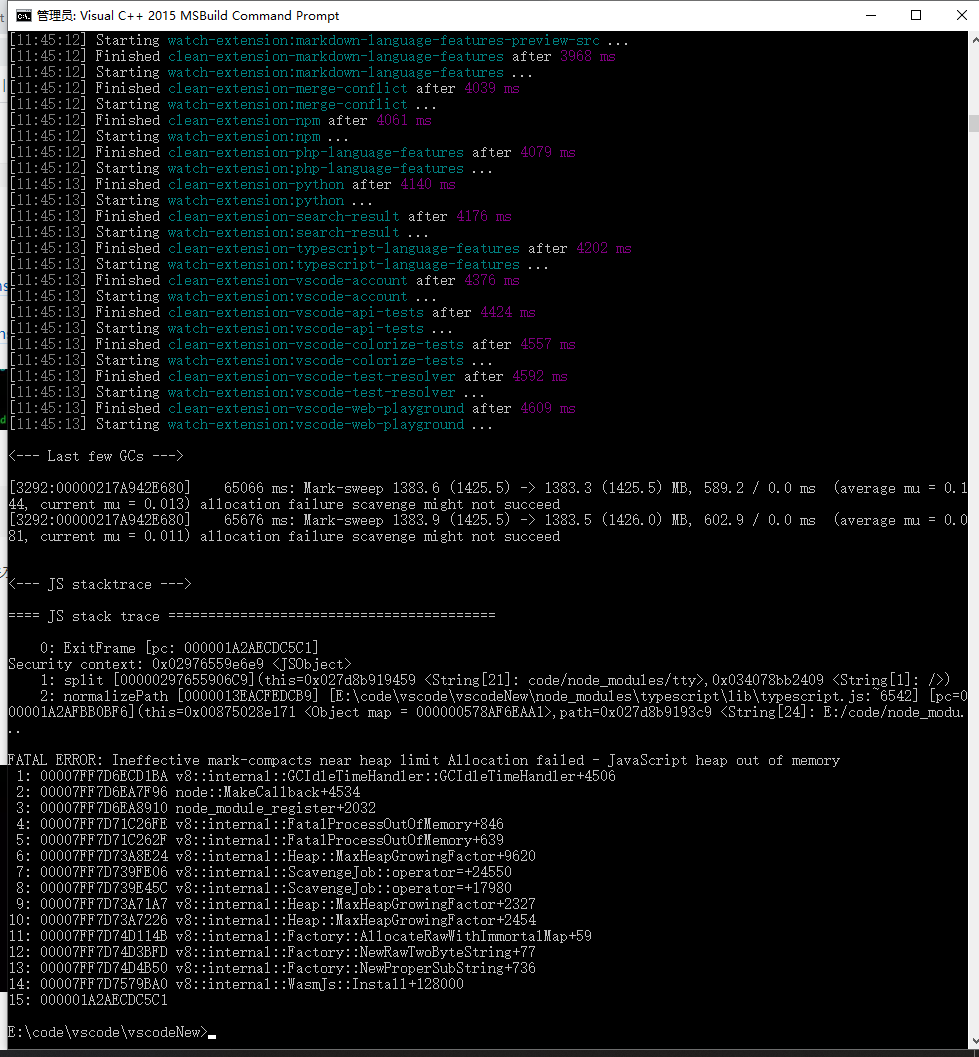 管理员: Visual C++ 2015 MSBuild Command Prompt
[11:45:12] Starting watch-extension:markdown-language-features-preview-src ...
[11:45:12] Finished clean-extension:markdown-language-features after 3968 ms
[11:45:12] Starting watch-extension:markdown-language-features ...
[11:45:12] Finished clean-extension-merge-conflict after 4039 ms
[11:45:12] Starting watch-extension:merge-conflict ...
[11:45:12] Finished clean-extension-npm after 4061 ms
[11:45:12] Starting watch-extension:npm ...
[11:45:12] Finished clean-extension-php-language-features after 4079 ms
[11:45:12] Starting watch-extension:php-language-features ...
[11:45:13] Finished clean-extension-python after 4140 ms
[11:45:13] Starting watch-extension:python ...
[11:45:13] Finished clean-extension-search-result after 4176 ms
[11:45:13] Starting watch-extension:search-result ...
[11:45:13] Finished clean-extension-typescript-language-features after 4202 ms
[11:45:13] Starting watch-extension:typescript-language-features ...
[11:45:13] Finished clean-extension-vscode-account after 4376 ms
[11:45:13] Starting watch-extension:vscode-account ...
[11:45:13] Finished clean-extension-vscode-api-tests after 4424 ms
[11:45:13] Starting watch-extension:vscode-api-tests ...
[11:45:13] Finished clean-extension-vscode-colorize-tests after 4557 ms
[11:45:13] Starting watch-extension:vscode-colorize-tests ...
[11:45:13] Finished clean-extension-vscode-test-resolver after 4592 ms
[11:45:13] Starting watch-extension:vscode-test-resolver ...
[11:45:13] Finished clean-extension-vscode-web-playground after 4609 ms
[11:45:13] Starting watch-extension:vscode-web-playground ...
<--- Last few GCs --->
[3292:00000217A942E680]    65066 ms: Mark-sweep 1383.6 (1425.5) -> 1383.3 (1425.5) MB, 589.2 / 0.0 ms  (average mu = 0.1
44, current mu = 0.013) allocation failure scavenge might not succeed
[3292:00000217A942E680]    65676 ms: Mark-sweep 1383.9 (1425.5) -> 1383.5 (1426.0) MB, 602.9 / 0.0 ms  (average mu = 0.0
81, current mu = 0.011) allocation failure scavenge might not succeed
<--- JS stacktrace --->
==== JS stack trace =========================================
0: ExitFrame [pc: 000001A2AECDC5C1]
Security context: 0x02976559e6e9 <JSObject>
1: split [00000297655906C9](this=0x027d8b919459 <String[21]: code/node_modules/tty>,0x034078bb2409 <String[1]: />)
2: normalizePath [0000013EACFEDCB9] [E:\code\vscode\vscodeNew\node_modules\typescript\lib\typescript.js:~6542] [pc=0
00001A2AFBB0BF6](this=0x00875028e171 <Object map = 000000578AF6EAA1>,path=0x027d8b9193c9 <String[24]: E:/code/node_modu.
..
FATAL ERROR: Ineffective mark-compacts near heap limit Allocation failed - JavaScript heap out of memory
1: 00007FF7D6ECD1BA v8::internal::GCIdleTimeHandler::GCIdleTimeHandler+4506
2: 00007FF7D6EA7F96 node::MakeCallback+4534
3: 00007FF7D6EA8910 node_module_register+2032
4: 00007FF7D71C26FE v8::internal::FatalProcessOutOfMemory+846
5: 00007FF7D71C262F v8::internal::FatalProcessOutOfMemory+639
6: 00007FF7D73A8E24 v8::internal::Heap::MaxHeapGrowingFactor+9620
7: 00007FF7D739FE06 v8::internal::ScavengeJob::operator=+24550
8: 00007FF7D739E45C v8::internal::ScavengeJob::operator=+17980
9: 00007FF7D73A71A7 v8::internal::Heap::MaxHeapGrowingFactor+2327
10: 00007FF7D73A7226 v8::internal::Heap::MaxHeapGrowingFactor+2454
11: 00007FF7D74D114B v8::internal::Factory::AllocateRawWithImmortalMap+59
12: 00007FF7D74D3BFD v8::internal::Factory::NewRawTwoByteString+77
13: 00007FF7D74D4B50 v8::internal::Factory::NewProperSubString+736
14: 00007FF7D7579BA0 v8::internal::WasmJs::Install+128000
15: 000001A2AECDC5C1
E:\code\vscode\vscodeNew>